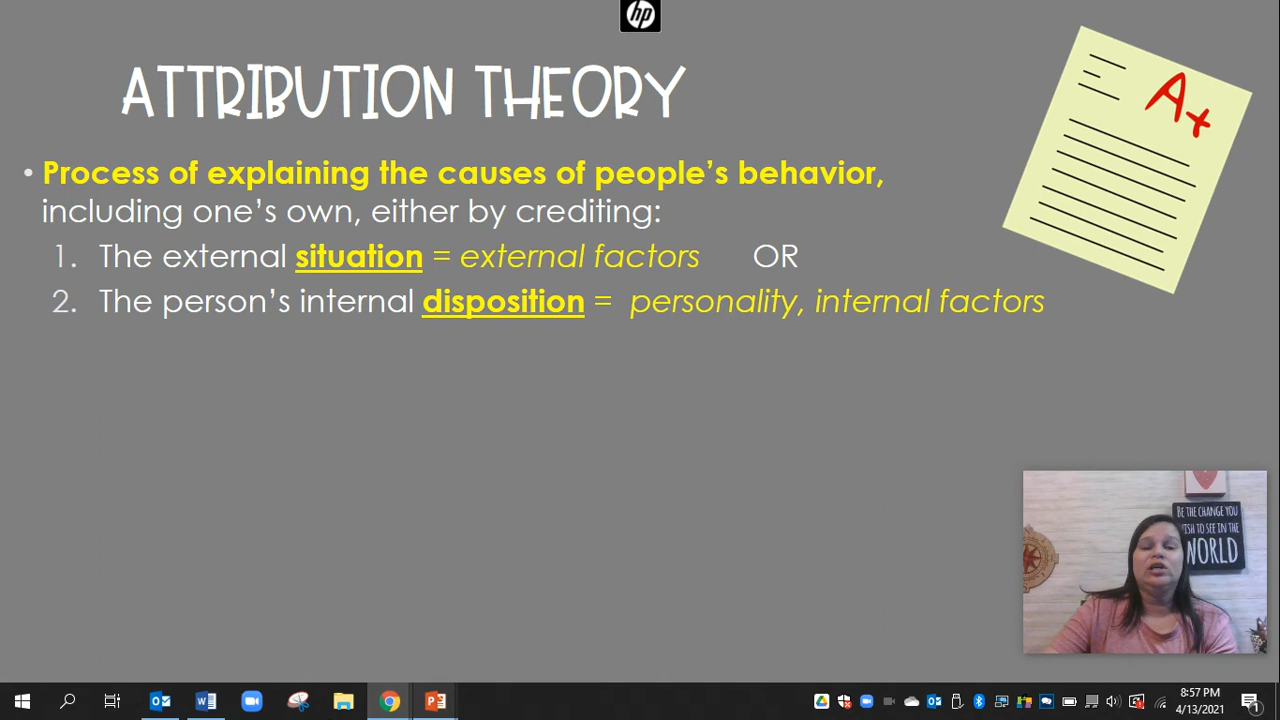 hp
ATTRIBUTION THEORY
A+
• Process of explaining the causes of people's behavior,
including one's own, either by crediting:
1. The external situation = external factors OR
2. The person's internal disposition = personality, internal factors
BE THE CHANGE YOU
WISH TO SEE IN THE
WORLD
8:57 PM
4/13/2021